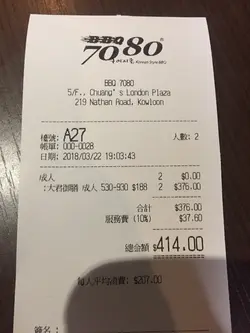 BBQ
7080
Korean Style BBQ
BBQ 7080
5/F., Chuang's London Plaza
219 Nathan Road, Kowloon
檯號: A27
人數: 2
帳單: 000-0028
日期: 2018/03/22 19:03:43
成人 2 $0.00
:大君御膳 成人 530-930 $188 2 $376.00
合計 $376.00
服務費 (10%) $37.60
總金額 $414.00
每人平均消費: $207.00
簽名: